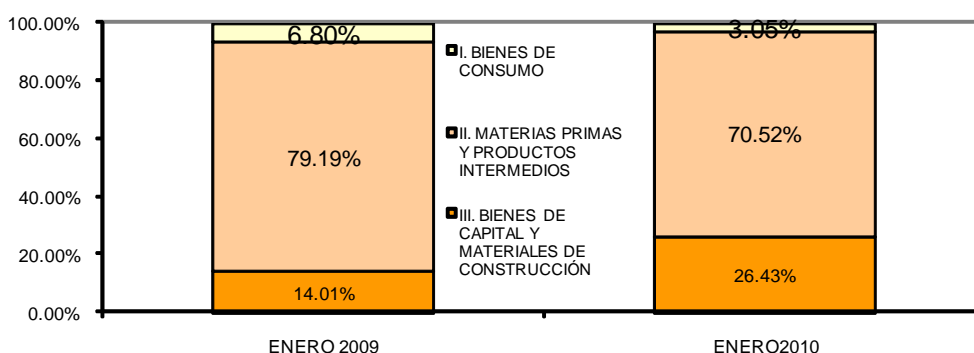 100.00%
80.00%
60.00%
40.00%
20.00%
0.00%
6.80%
79.19%
14.01%
I. BIENES DE
CONSUMO
II. MATERIAS PRIMAS
Y PRODUCTOS
INTERMEDIOS
III. BIENES DE
CAPITAL Y
MATERIALES DE
CONSTRUCCIÓN
3.05%
70.52%
26.43%
ENERO 2009
ENERO2010